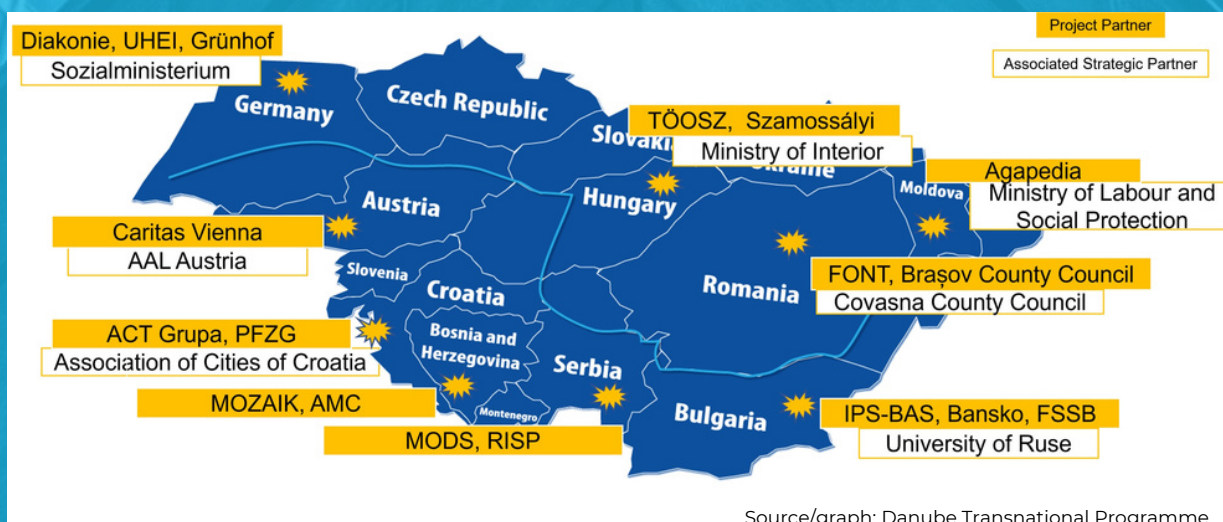 Project Partner
Associated Strategic Partner
Diakonie, UHEI, Grünhof
Sozialministerium
Germany
Czech Republic
TÖOSZ, Szamossályi
Ministry of Interior
Slovaki
Ukraine
Hungary
Agapedia
Ministry of Labour and
Social Protection
Moldova
Austria
Caritas Vienna
AAL Austria
Slovenia
Croatia
Romania
FONT, Brașov County Council
Covasna County Council
ACT Grupa, PFZG
Association of Cities of Croatia
Bosnia and
Herzegovina
Serbia
MOZAIK, AMC
Montenegro
MODS, RISP
Bulgaria
IPS-BAS, Bansko, FSSB
University of Ruse
Source/graph: Danube Transnational Programme